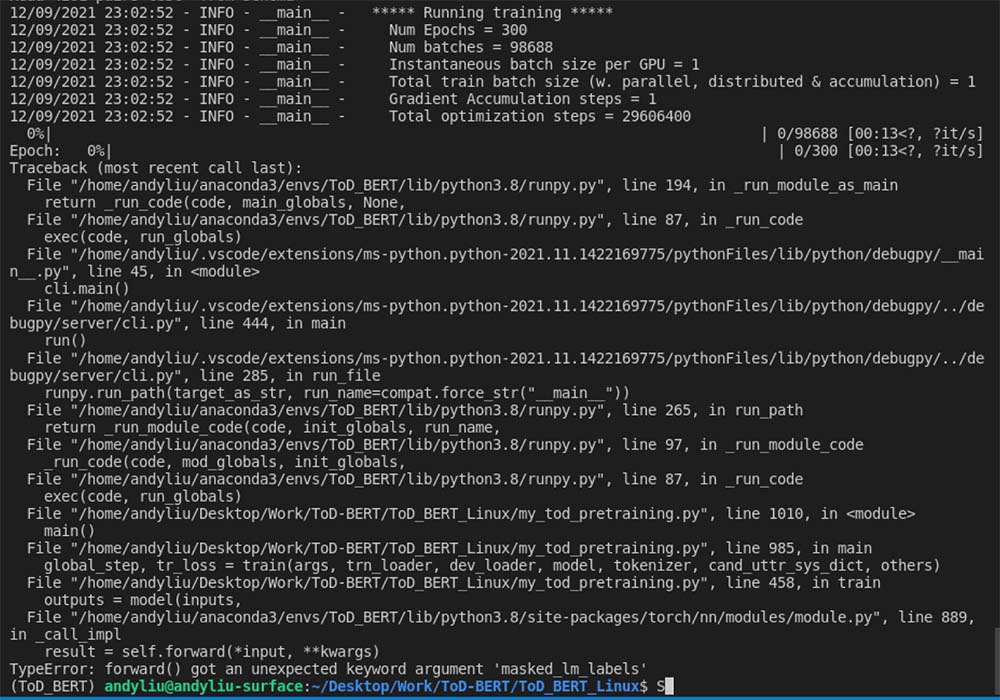 12/09/2021 23:02:52 - INFO - __main__ -   ***** Running training *****
12/09/2021 23:02:52 - INFO - __main__ -     Num Epochs = 300
12/09/2021 23:02:52 - INFO - __main__ -     Num batches = 98688
12/09/2021 23:02:52 - INFO - __main__ -     Instantaneous batch size per GPU = 1
12/09/2021 23:02:52 - INFO - __main__ -     Total train batch size (w. parallel, distributed & accumulation) = 1
12/09/2021 23:02:52 - INFO - __main__ -     Gradient Accumulation steps = 1
12/09/2021 23:02:52 - INFO - __main__ -     Total optimization steps = 29606400
  0%|                                                                                  | 0/98688 [00:13<?, ?it/s]
Epoch:   0%|                                                                             | 0/300 [00:13<?, ?it/s]
Traceback (most recent call last):
  File "/home/andyliu/anaconda3/envs/ToD_BERT/lib/python3.8/runpy.py", line 194, in _run_module_as_main
    return _run_code(code, main_globals, None,
  File "/home/andyliu/anaconda3/envs/ToD_BERT/lib/python3.8/runpy.py", line 87, in _run_code
    exec(code, run_globals)
  File "/home/andyliu/.vscode/extensions/ms-python.python-2021.11.1422169775/pythonFiles/lib/python/debugpy/__mai
n__.py", line 45, in <module>
    cli.main()
  File "/home/andyliu/.vscode/extensions/ms-python.python-2021.11.1422169775/pythonFiles/lib/python/debugpy/../de
bugpy/server/cli.py", line 444, in main
    run()
  File "/home/andyliu/.vscode/extensions/ms-python.python-2021.11.1422169775/pythonFiles/lib/python/debugpy/../de
bugpy/server/cli.py", line 285, in run_file
    runpy.run_path(target_as_str, run_name=compat.force_str("__main__"))
  File "/home/andyliu/anaconda3/envs/ToD_BERT/lib/python3.8/runpy.py", line 265, in run_path
    return _run_module_code(code, init_globals, run_name,
  File "/home/andyliu/anaconda3/envs/ToD_BERT/lib/python3.8/runpy.py", line 97, in _run_module_code
    _run_code(code, mod_globals, init_globals,
  File "/home/andyliu/anaconda3/envs/ToD_BERT/lib/python3.8/runpy.py", line 87, in _run_code
    exec(code, run_globals)
  File "/home/andyliu/Desktop/Work/ToD-BERT/ToD_BERT_Linux/my_tod_pretraining.py", line 1010, in <module>
    main()
  File "/home/andyliu/Desktop/Work/ToD-BERT/ToD_BERT_Linux/my_tod_pretraining.py", line 985, in main
    global_step, tr_loss = train(args, trn_loader, dev_loader, model, tokenizer, cand_uttr_sys_dict, others)
  File "/home/andyliu/Desktop/Work/ToD-BERT/ToD_BERT_Linux/my_tod_pretraining.py", line 458, in train
    outputs = model(inputs,
  File "/home/andyliu/anaconda3/envs/ToD_BERT/lib/python3.8/site-packages/torch/nn/modules/module.py", line 889,
in _call_impl
    result = self.forward(*input, **kwargs)
TypeError: forward() got an unexpected keyword argument 'masked_lm_labels'
(ToD_BERT) andyliu@andyliu-surface:~/Desktop/Work/ToD-BERT/ToD_BERT_Linux$ S